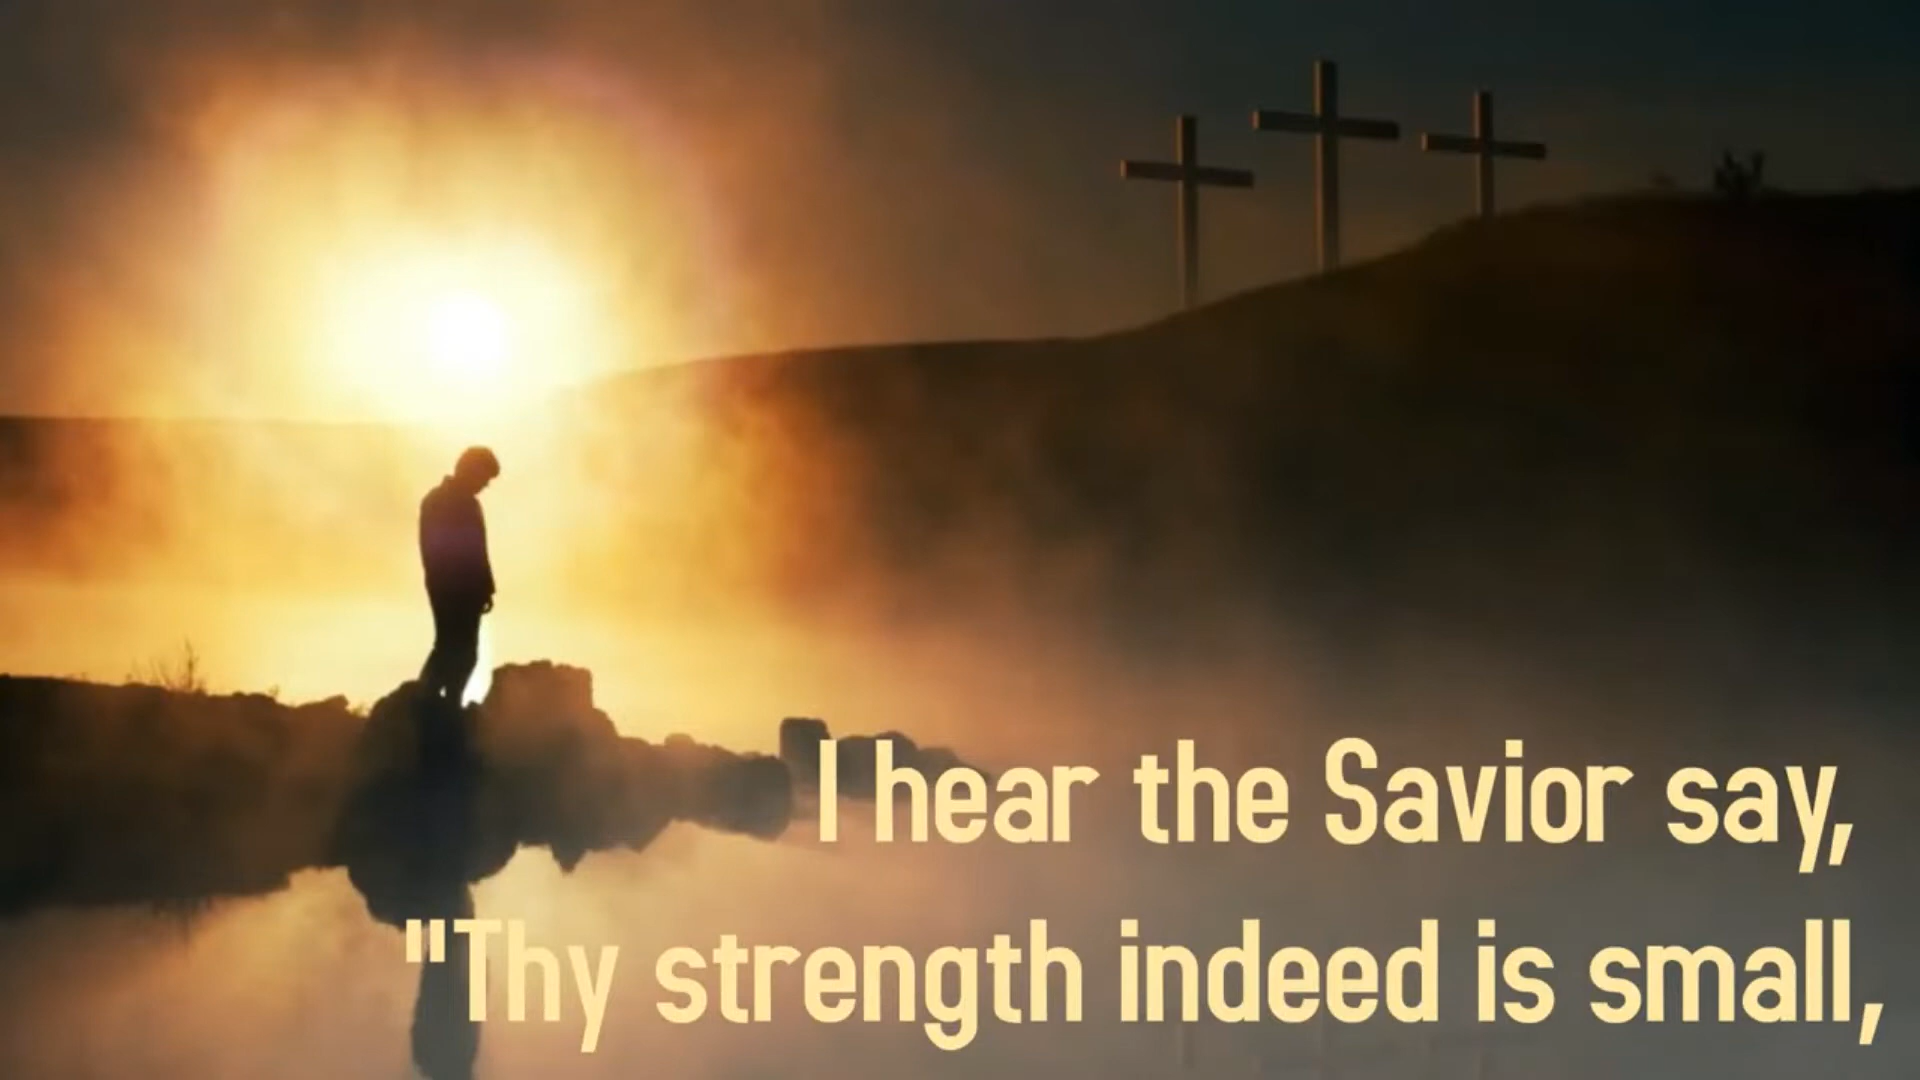 I hear the Savior say,
"Thy strength indeed is small,